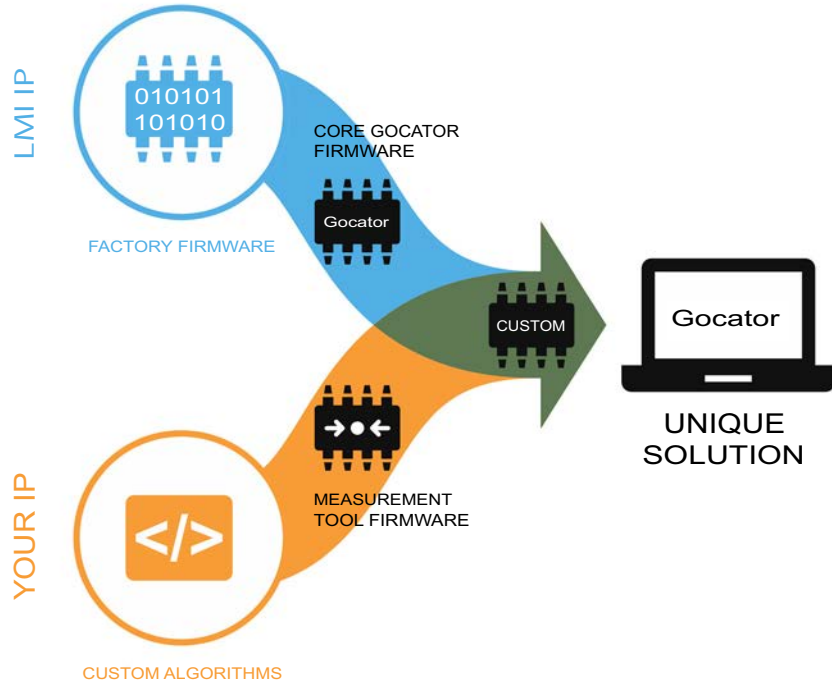 LMI IP
010101
101010
FACTORY FIRMWARE
CORE GOCATOR
FIRMWARE
Gocator
CUSTOM
Gocator
UNIQUE
SOLUTION
YOUR IP
</>
MEASUREMENT
TOOL FIRMWARE
CUSTOM ALGORITHMS